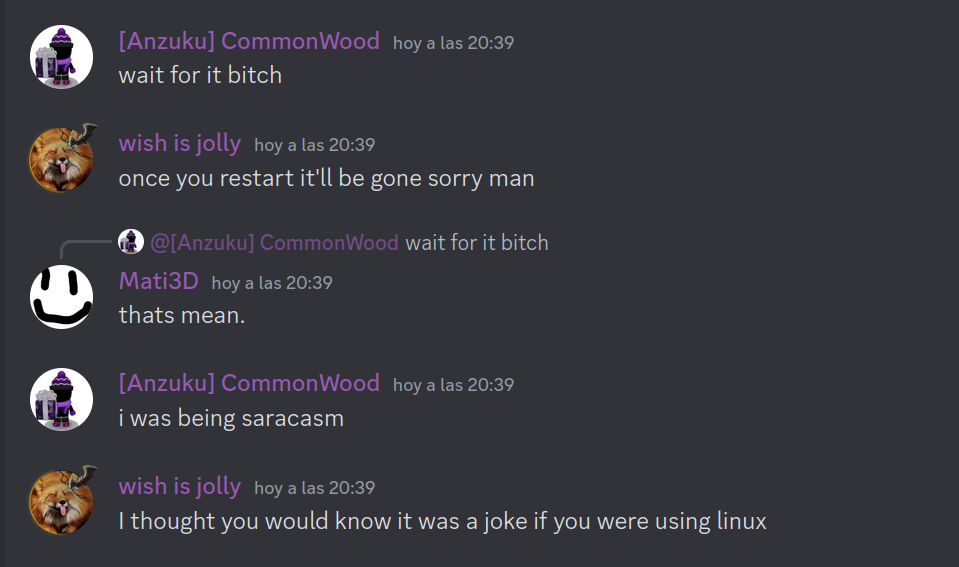 [Anzuku] CommonWood hoy a las 20:39
wait for it bitch
wish is jolly hoy a las 20:39
once you restart it'll be gone sorry man
@[Anzuku] CommonWood wait for it bitch
Mati3D hoy a las 20:39
thats mean.
[Anzuku] CommonWood hoy a las 20:39
i was being saracasm
wish is jolly hoy a las 20:39
I thought you would know it was a joke if you were using linux